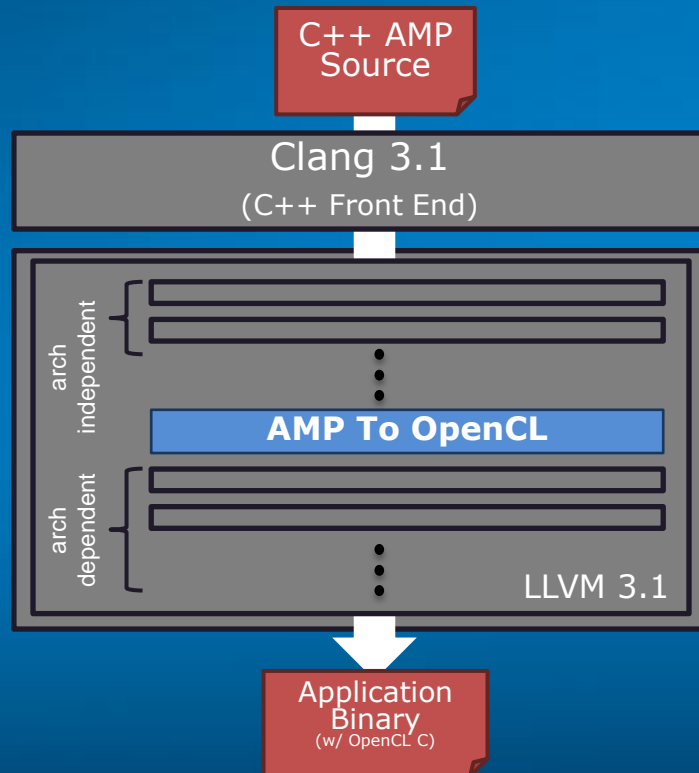 C++ AMP
Source
Clang 3.1
(C++ Front End)
arch
independent
AMP To OpenCL
arch
dependent
LLVM 3.1
Application
Binary
(w/ OpenCL C)